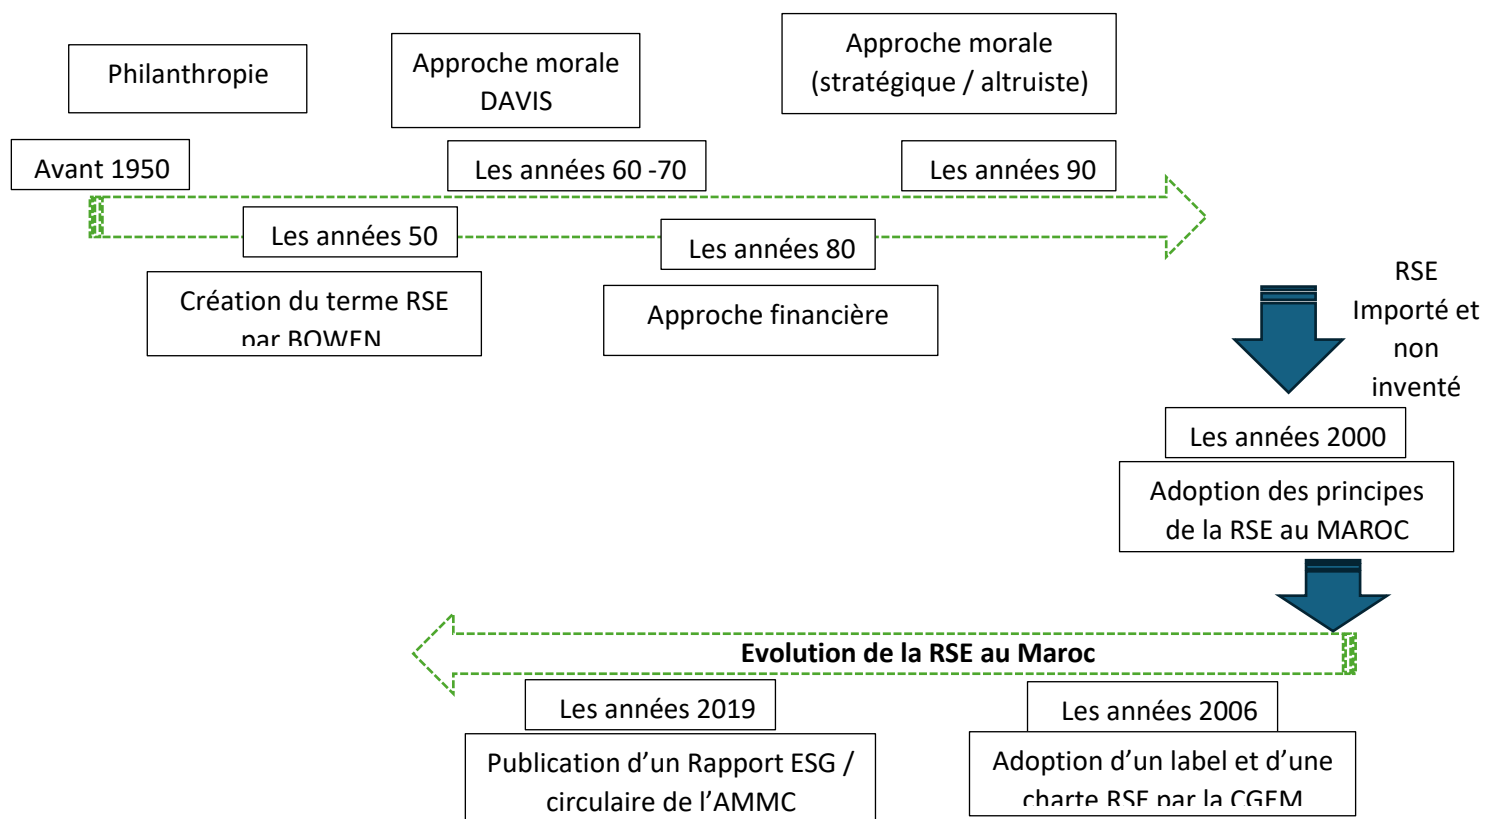 Philanthropie
Approche morale
DAVIS
Approche morale
(stratégique / altruiste)
Avant 1950
Les années 60 -70
Les années 90
Les années 50
Les années 80
Création du terme RSE
par BOWEN
Approche financière
RSE
Importé et
non
inventé
Les années 2000
Adoption des principes
de la RSE au MAROC
Evolution de la RSE au Maroc
Les années 2019
Les années 2006
Publication d’un Rapport ESG /
circulaire de l’AMMC
Adoption d’un label et d’une
charte RSE par la CGEM